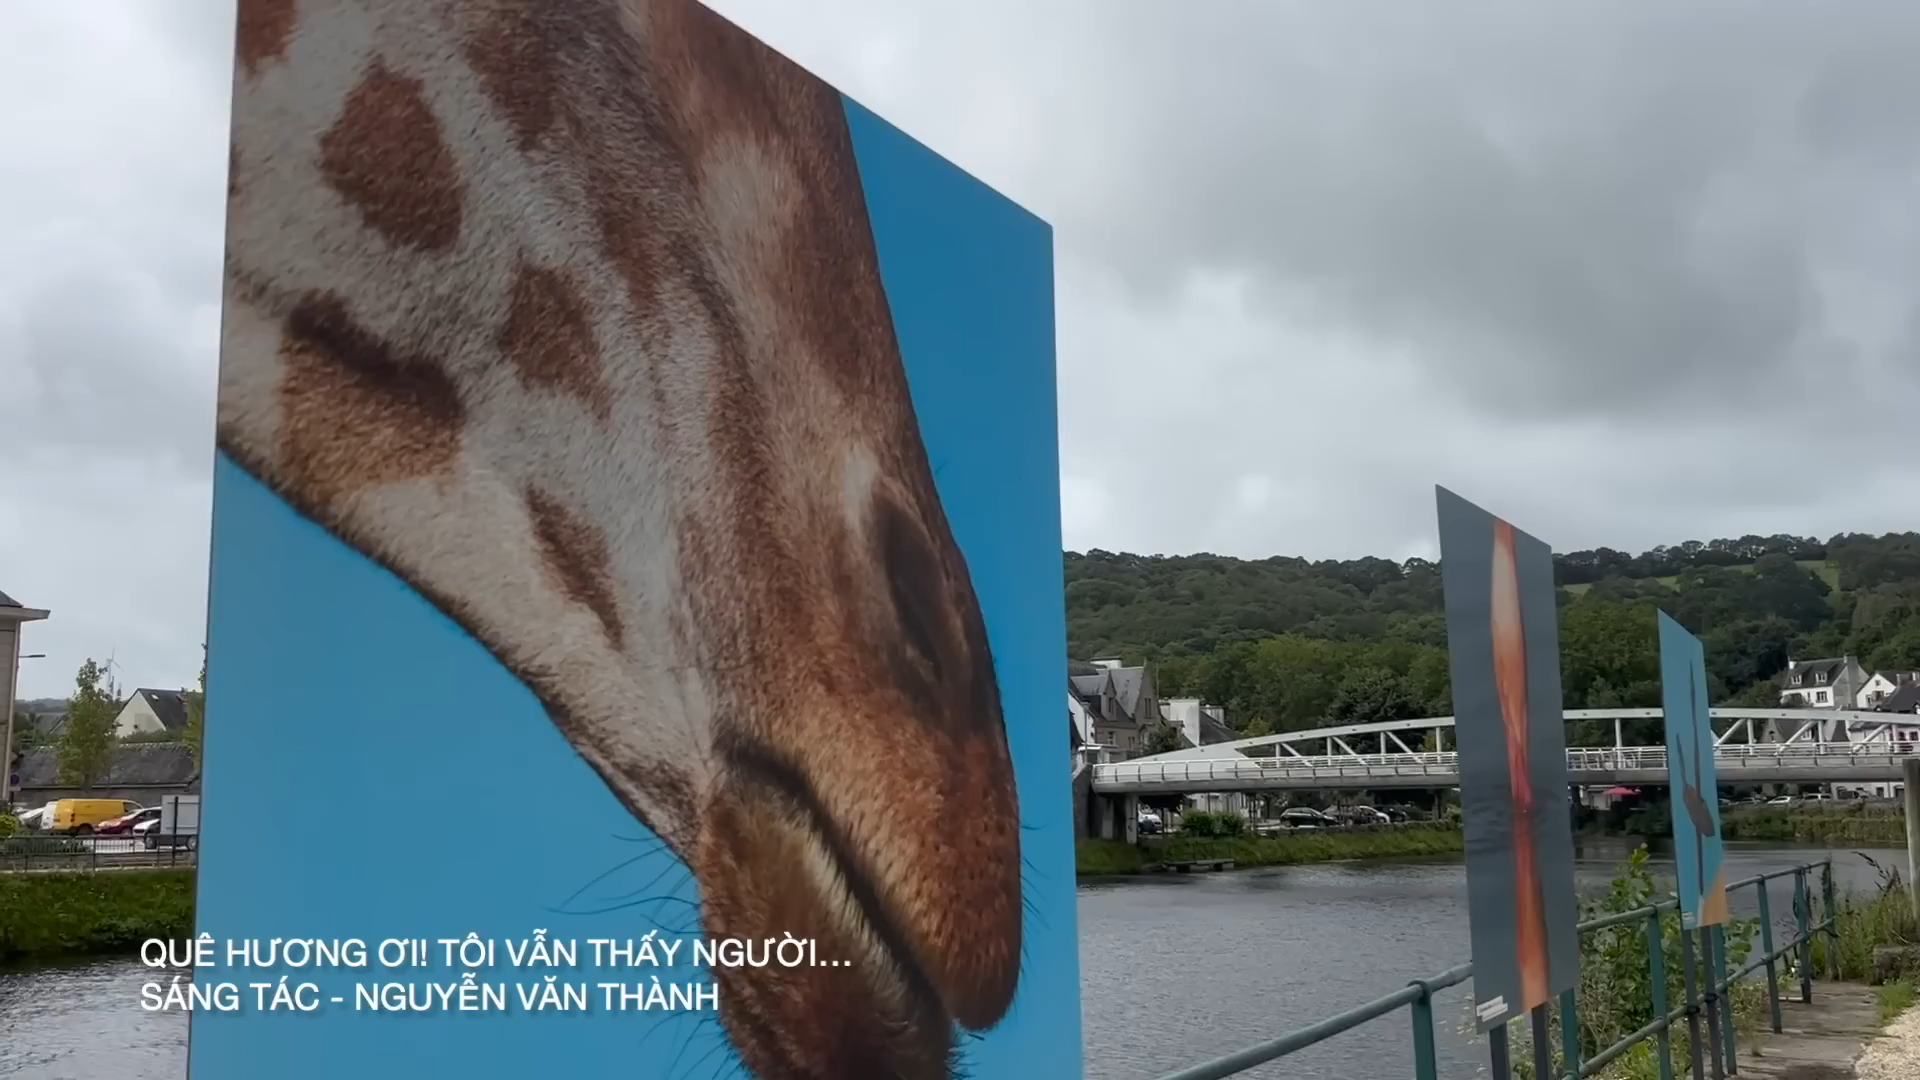 QUÊ HƯƠNG ƠI! TÔI VẪN THẤY NGƯỜI...
SÁNG TÁC - NGUYỄN VĂN THÀNH